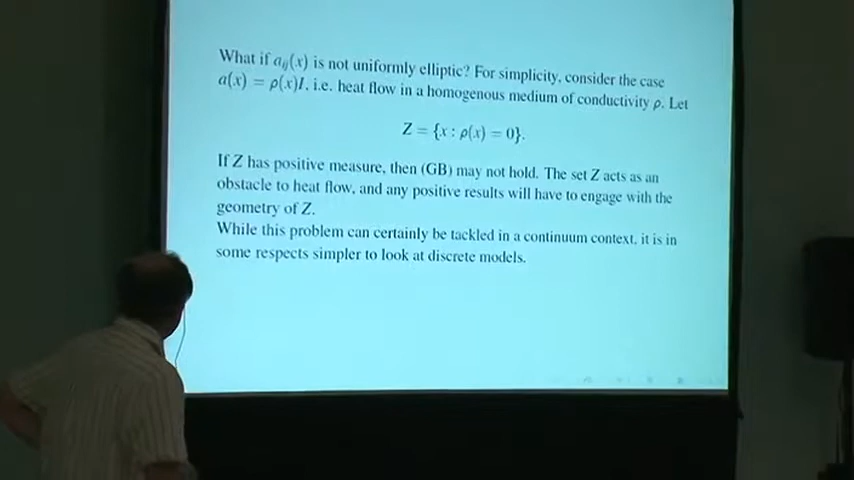 What if aᵢⱼ(x) is not uniformly elliptic? For simplicity, consider the case
a(x) = ρ(x)I, i.e. heat flow in a homogenous medium of conductivity ρ. Let
Z = {x : ρ(x) = 0}.
If Z has positive measure, then (GB) may not hold. The set Z acts as an
obstacle to heat flow, and any positive results will have to engage with the
geometry of Z.
While this problem can certainly be tackled in a continuum context, it is in
some respects simpler to look at discrete models.